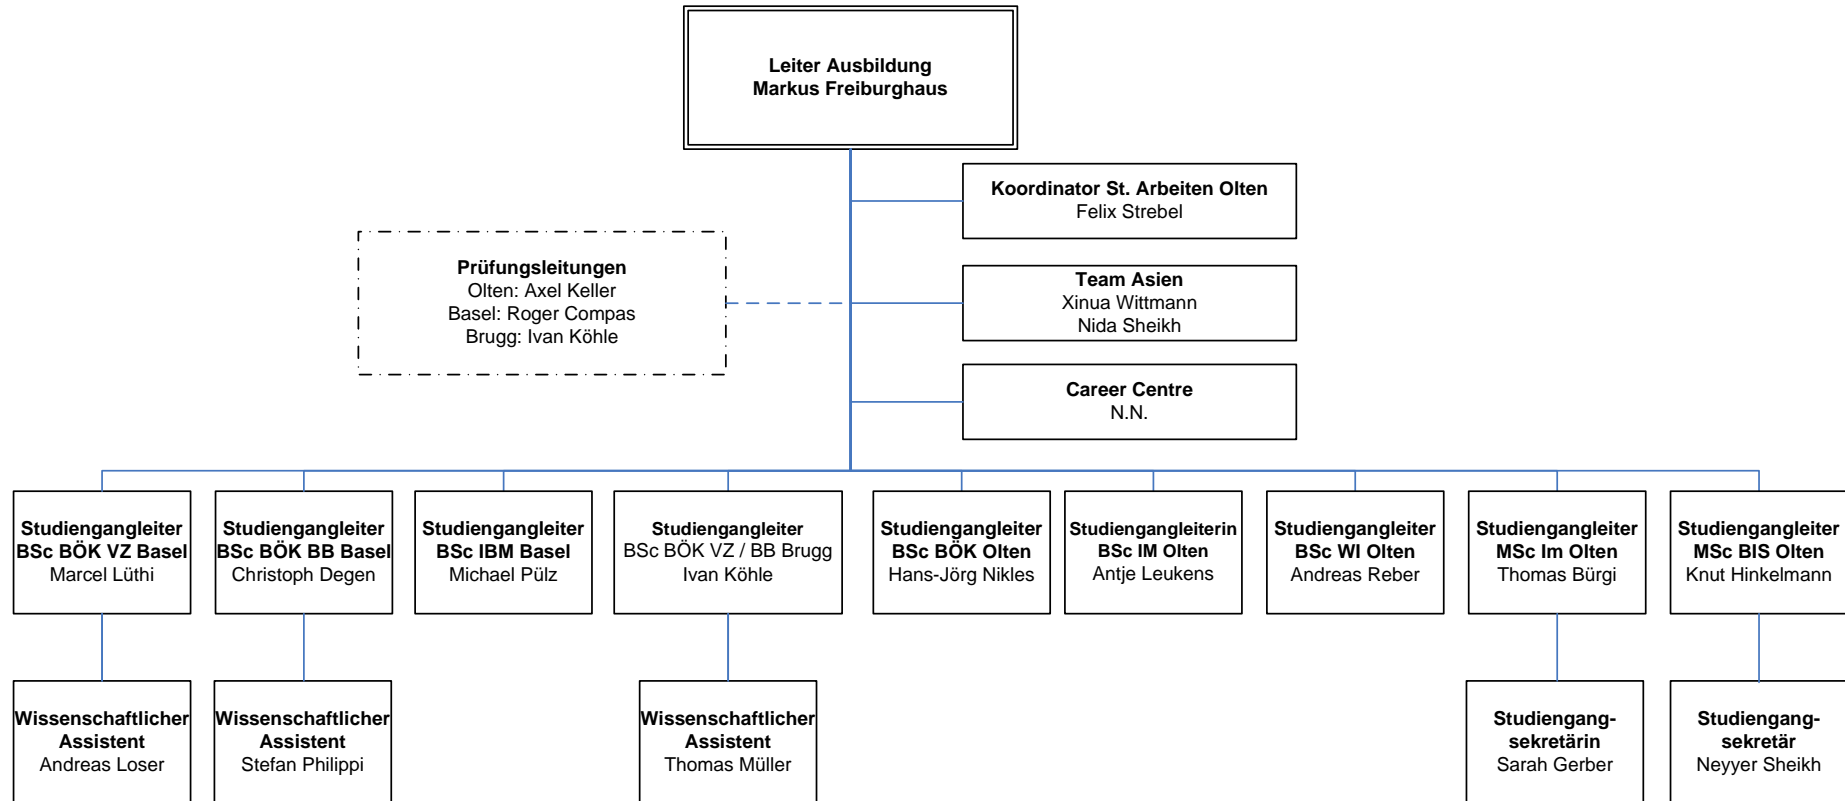 Leiter Ausbildung
Markus Freiburghaus
Koordinator St. Arbeiten Olten
Felix Strebel
Prüfungsleitungen
Olten: Axel Keller
Basel: Roger Compas
Brugg: Ivan Köhle
Team Asien
Xinua Wittmann
Nida Sheikh
Career Centre
N.N.
Studiengangleiter
BSc BÖK VZ Basel
Marcel Lüthi
Studiengangleiter
BSc BÖK BB Basel
Christoph Degen
Studiengangleiter
BSc IBM Basel
Michael Pülz
Studiengangleiter
BSc BÖK VZ / BB Brugg
Ivan Köhle
Studiengangleiter
BSc BÖK Olten
Hans-Jörg Nikles
Studiengangleiterin
BSc IM Olten
Antje Leukens
Studiengangleiter
BSc WI Olten
Andreas Reber
Studiengangleiter
MSc Im Olten
Thomas Bürgi
Studiengangleiter
MSc BIS Olten
Knut Hinkelmann
Wissenschaftlicher
Assistent
Andreas Loser
Wissenschaftlicher
Assistent
Stefan Philippi
Wissenschaftlicher
Assistent
Thomas Müller
Studiengang-
sekretärin
Sarah Gerber
Studiengang-
sekretär
Neyyer Sheikh